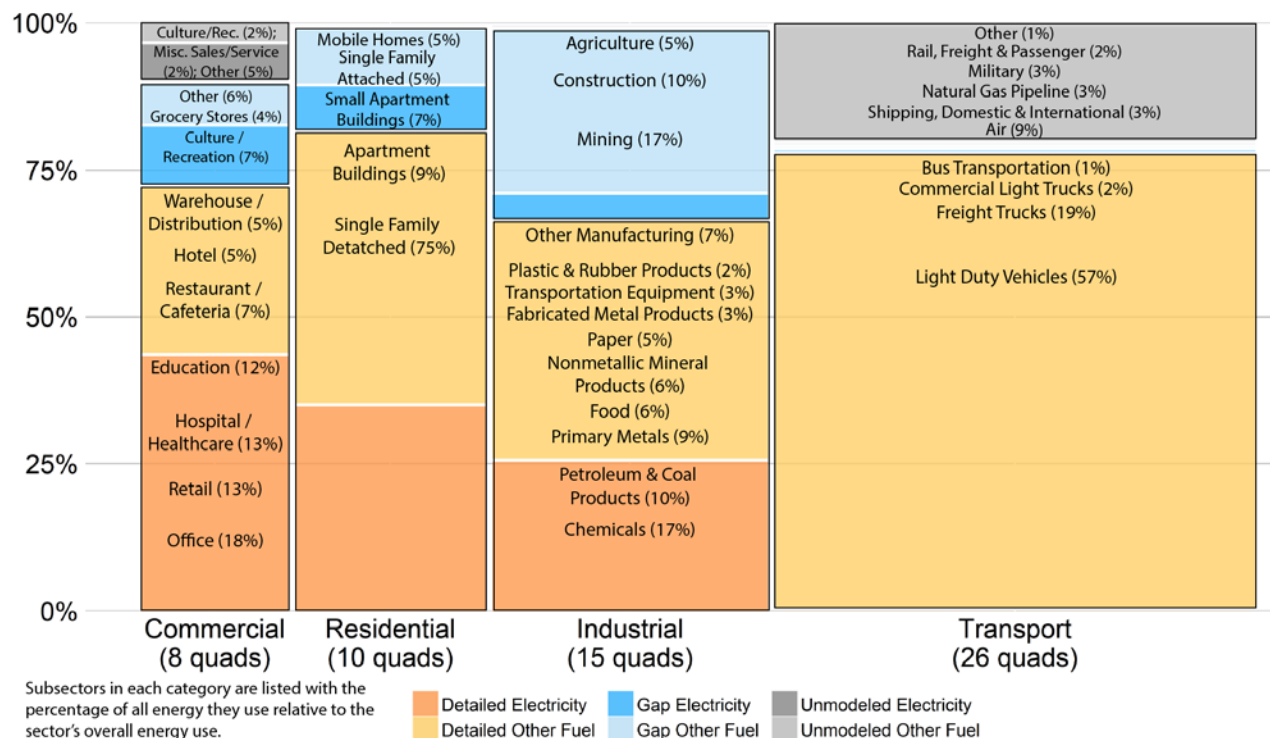 100%
75%
50%
25%
0%
Culture/Rec. (2%);
Misc. Sales/Service
(2%); Other (5%)
Other (6%)
Grocery Stores (4%)
Culture /
Recreation (7%)
Warehouse /
Distribution (5%)
Hotel (5%)
Restaurant /
Cafeteria (7%)
Education (12%)
Hospital /
Healthcare (13%)
Retail (13%)
Office (18%)
Mobile Homes (5%)
Single Family
Attached (5%)
Small Apartment
Buildings (7%)
Apartment
Buildings (9%)
Single Family
Detatched (75%)
Agriculture (5%)
Construction (10%)
Mining (17%)
Other Manufacturing (7%)
Plastic & Rubber Products (2%)
Transportation Equipment (3%)
Fabricated Metal Products (3%)
Paper (5%)
Nonmetallic Mineral
Products (6%)
Food (6%)
Primary Metals (9%)
Petroleum & Coal
Products (10%)
Chemicals (17%)
Other (1%)
Rail, Freight & Passenger (2%)
Military (3%)
Natural Gas Pipeline (3%)
Shipping, Domestic & International (3%)
Air (9%)
Bus Transportation (1%)
Commercial Light Trucks (2%)
Freight Trucks (19%)
Light Duty Vehicles (57%)
Commercial
(8 quads)
Residential
(10 quads)
Industrial
(15 quads)
Transport
(26 quads)
Subsectors in each category are listed with the
percentage of all energy they use relative to the
sector's overall energy use.
Detailed Electricity
Detailed Other Fuel
Gap Electricity
Gap Other Fuel
Unmodeled Electricity
Unmodeled Other Fuel